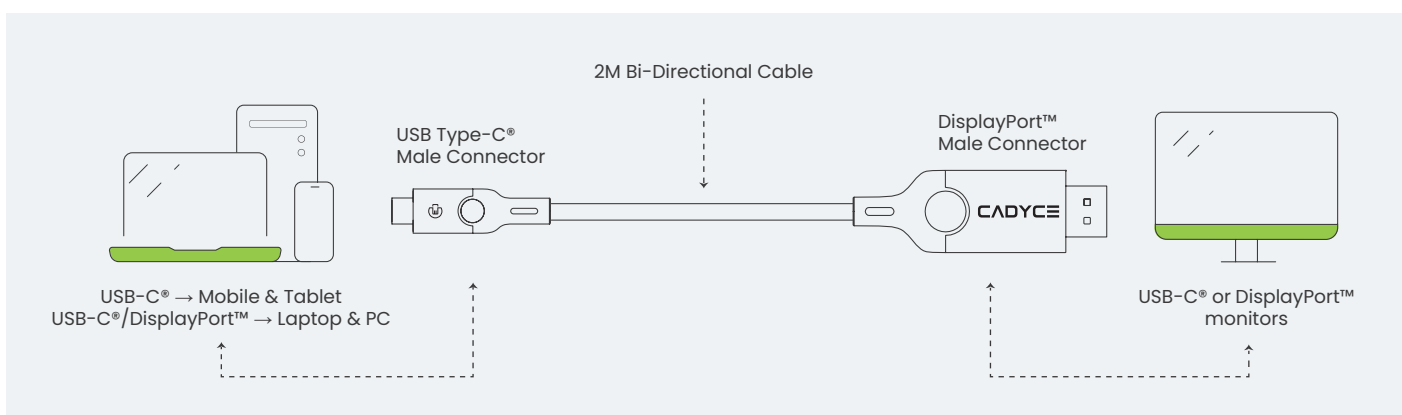 2M Bi-Directional Cable
USB Type-C®
Male Connector
DisplayPort™
Male Connector
CADYCE
USB-C® → Mobile & Tablet
USB-C®/DisplayPort™ → Laptop & PC
USB-C® or DisplayPort™
monitors